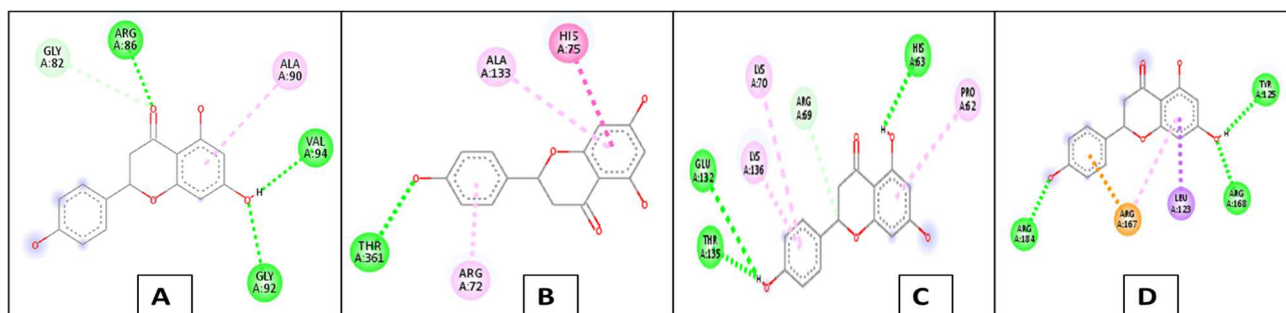 GLY
A:82
ARG
A:86
ALA
A:90
VAL
A:94
GLY
A:92
O
O
O
O
O
H
A
ALA
A:133
HIS
A:75
THR
A:361
ARG
A:72
O
O
O
O
O
B
LYS
A:70
ARG
A:69
HIS
A:63
PRO
A:62
GLU
A:132
LYS
A:136
THR
A:135
H
O
O
O
O
H
O
C
TYR
A:125
ARG
A:168
LEU
A:123
ARG
A:167
ARG
A:184
O
O
O
H
O
O
D